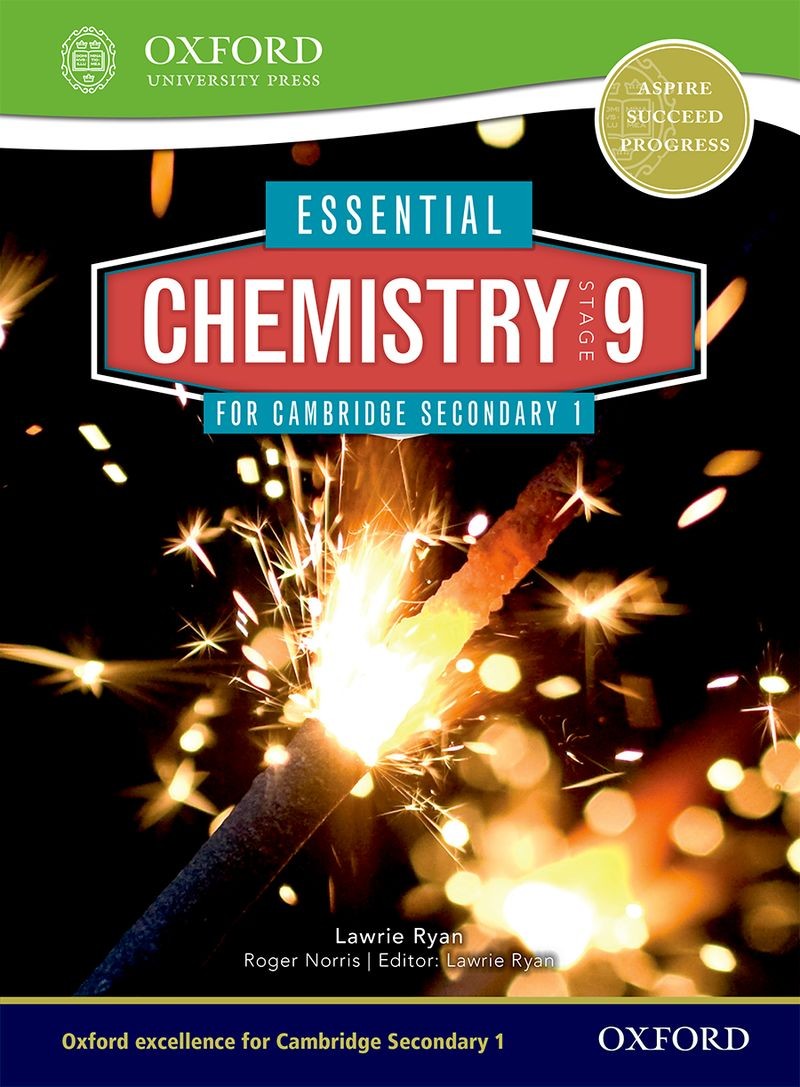 OXFORD
UNIVERSITY PRESS
ASPIRE
SUCCEED
PROGRESS
ESSENTIAL
CHEMISTRY STAGE 9
FOR CAMBRIDGE SECONDARY 1
Lawrie Ryan
Roger Norris | Editor: Lawrie Ryan
Oxford excellence for Cambridge Secondary 1
OXFORD